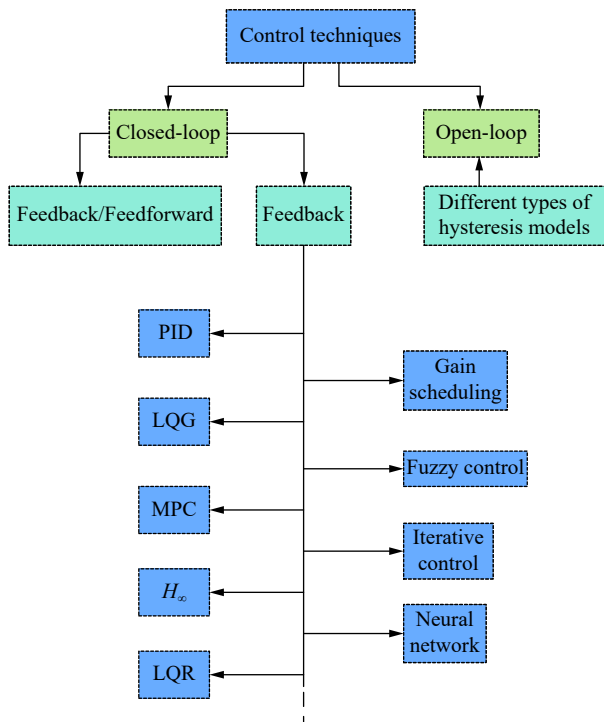 Control techniques
Closed-loop
Open-loop
Feedback/Feedforward
Feedback
Different types of
hysteresis models
PID
Gain
scheduling
LQG
Fuzzy control
MPC
Iterative
control
H∞
Neural
network
LQR